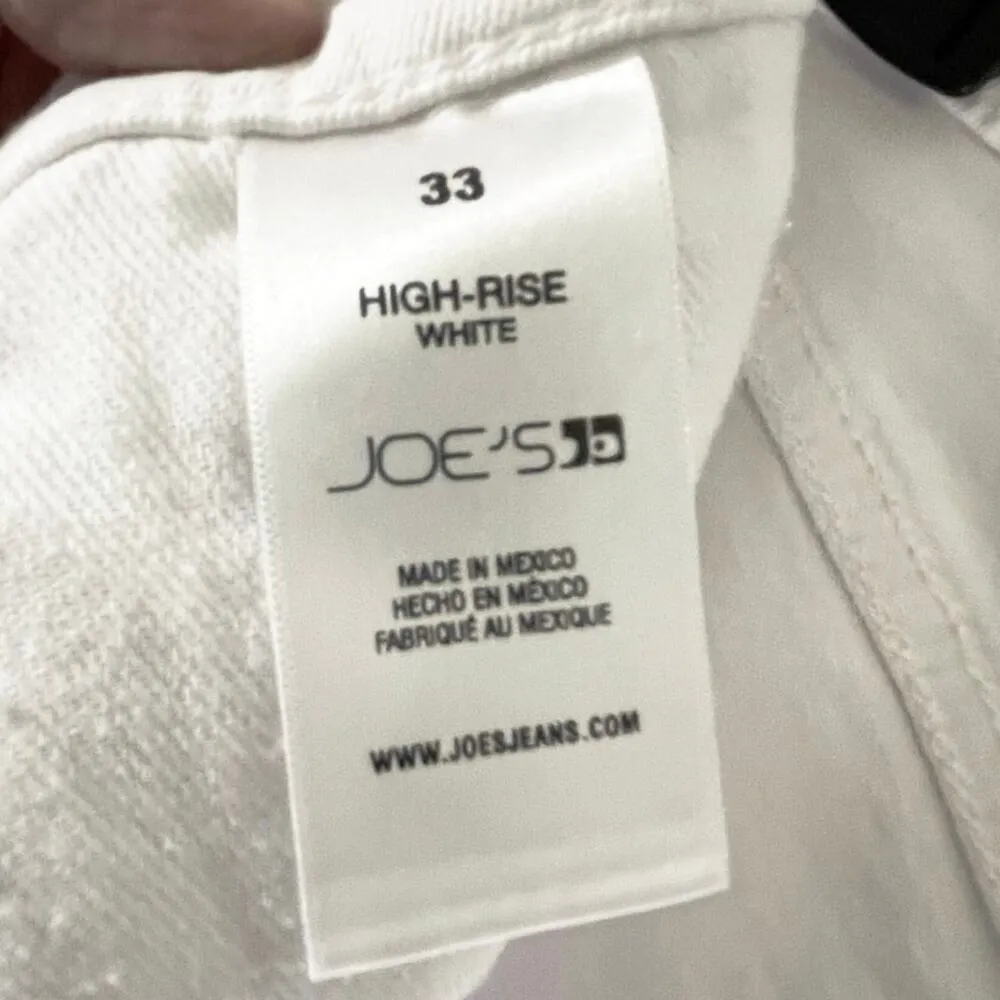 33
HIGH-RISE
WHITE
JOE'S
MADE IN MEXICO
HECHO EN MÉXICO
FABRIQUÉ AU MEXIQUE
WWW.JOESJEANS.COM